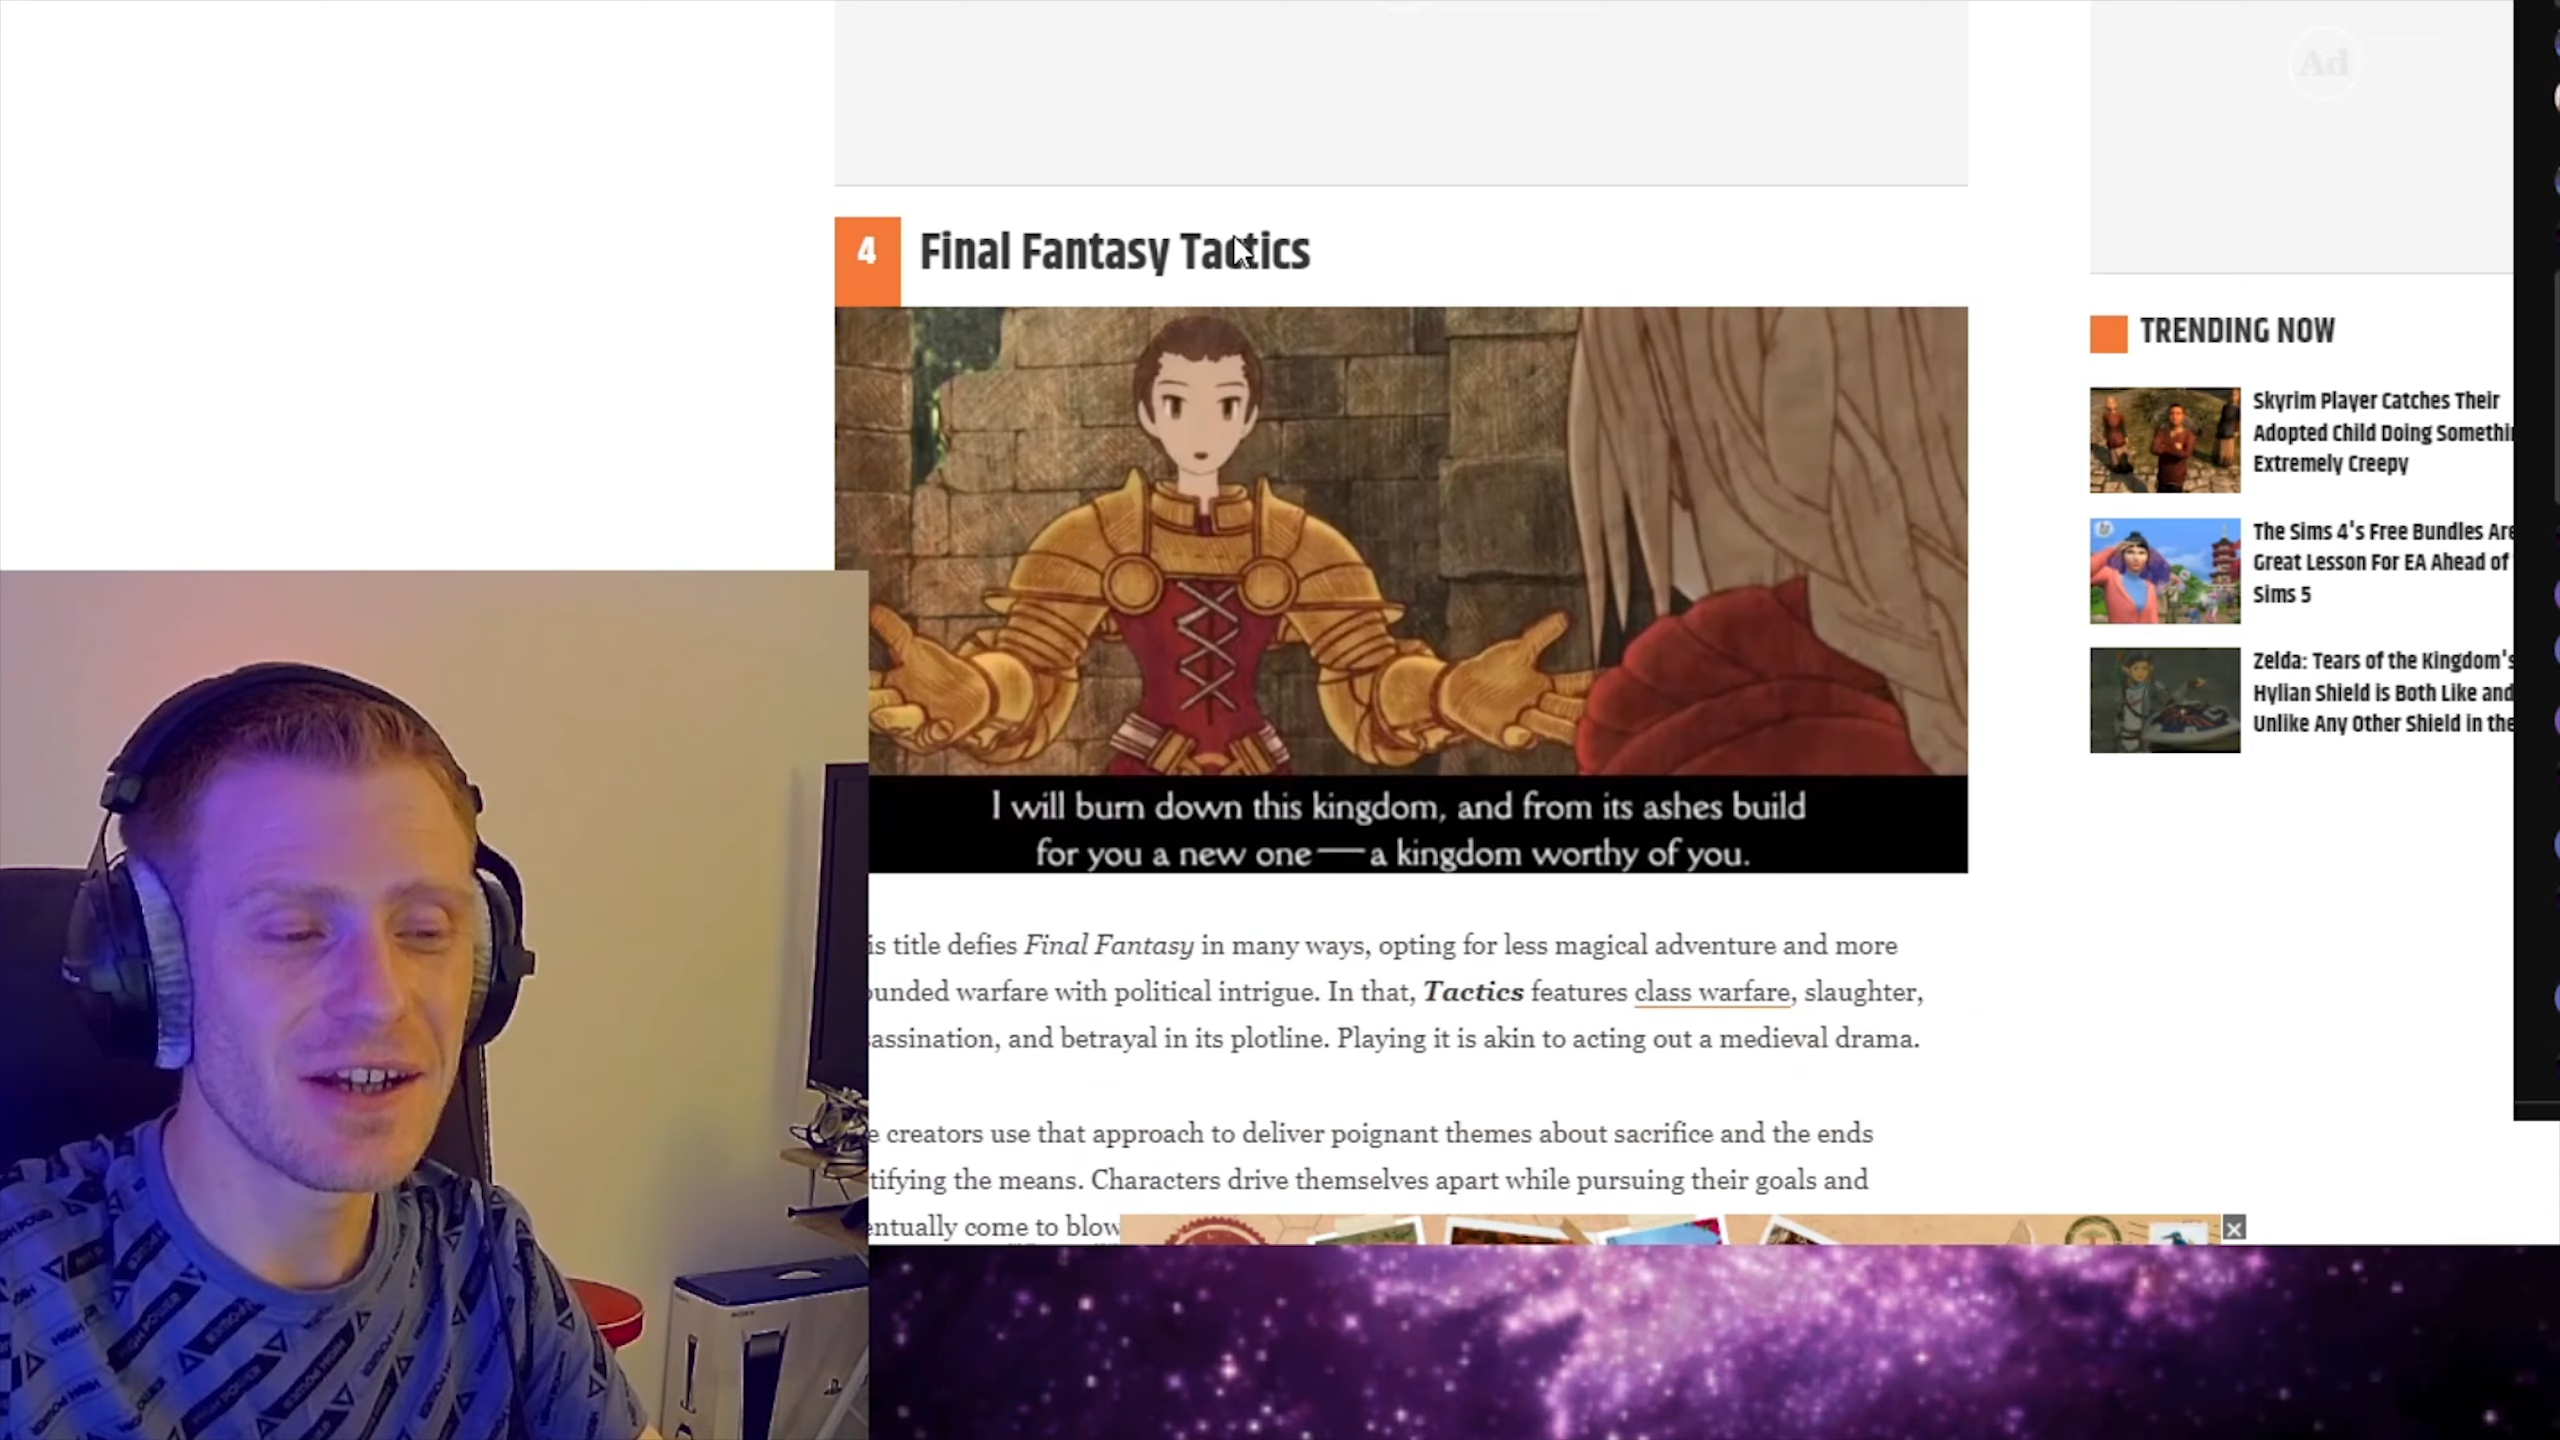 Ad
4
Final Fantasy Tactics
I will burn down this kingdom, and from its ashes build
for you a new one—a kingdom worthy of you.
is title defies Final Fantasy in many ways, opting for less magical adventure and more
ounded warfare with political intrigue. In that, Tactics features class warfare, slaughter,
sassination, and betrayal in its plotline. Playing it is akin to acting out a medieval drama.
e creators use that approach to deliver poignant themes about sacrifice and the ends
tifying the means. Characters drive themselves apart while pursuing their goals and
entually come to blow
TRENDING NOW
Skyrim Player Catches Their
Adopted Child Doing Somethi
Extremely Creepy
The Sims 4's Free Bundles Are
Great Lesson For EA Ahead of
Sims 5
Zelda: Tears of the Kingdom's
Hylian Shield is Both Like and
Unlike Any Other Shield in the